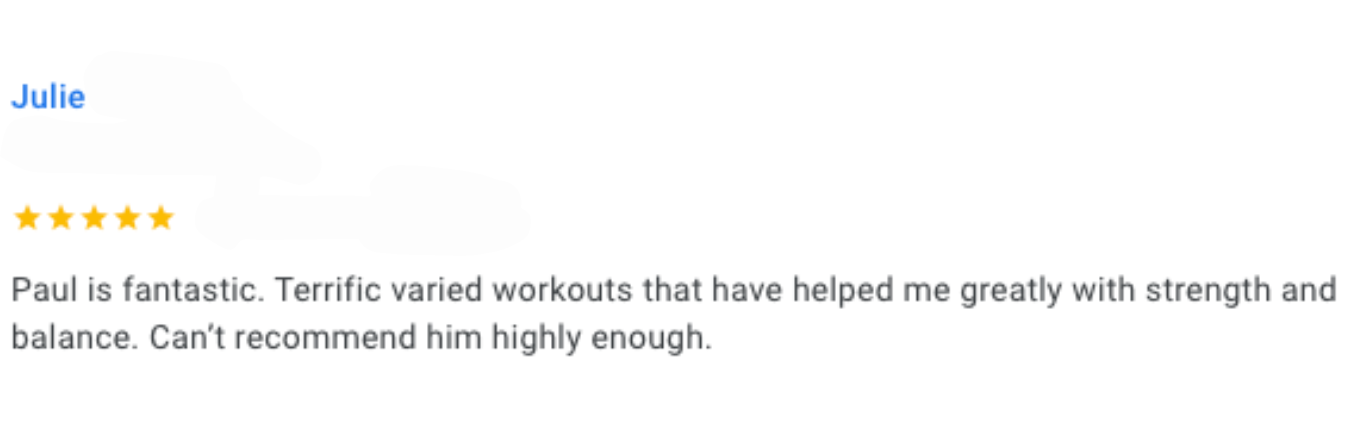 Julie
Paul is fantastic. Terrific varied workouts that have helped me greatly with strength and
balance. Can’t recommend him highly enough.